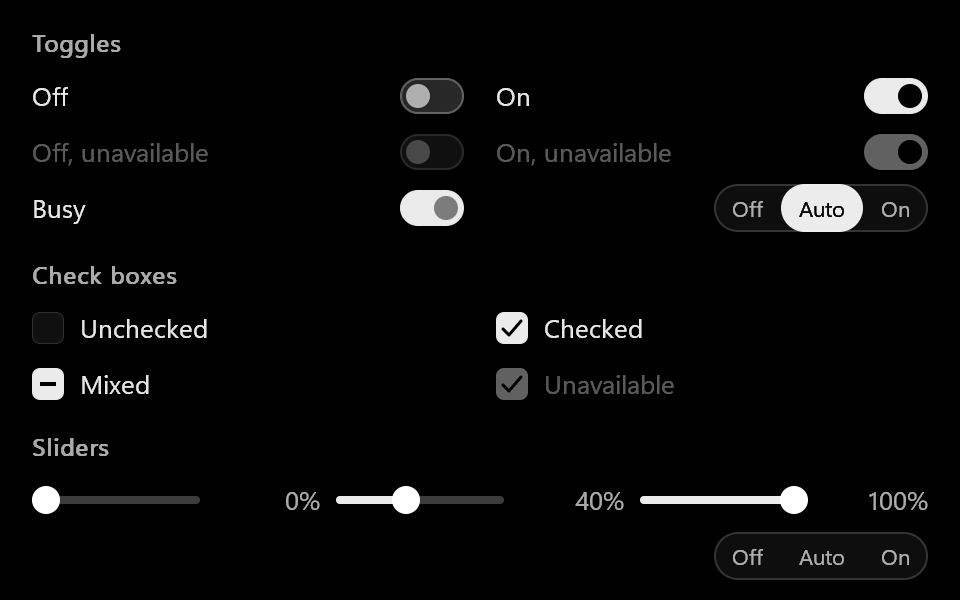 Toggles
Off
On
Off, unavailable
On, unavailable
Busy
Off Auto On
Check boxes
Unchecked
Checked
Mixed
Unavailable
Sliders
0% 40% 100%
Off Auto On